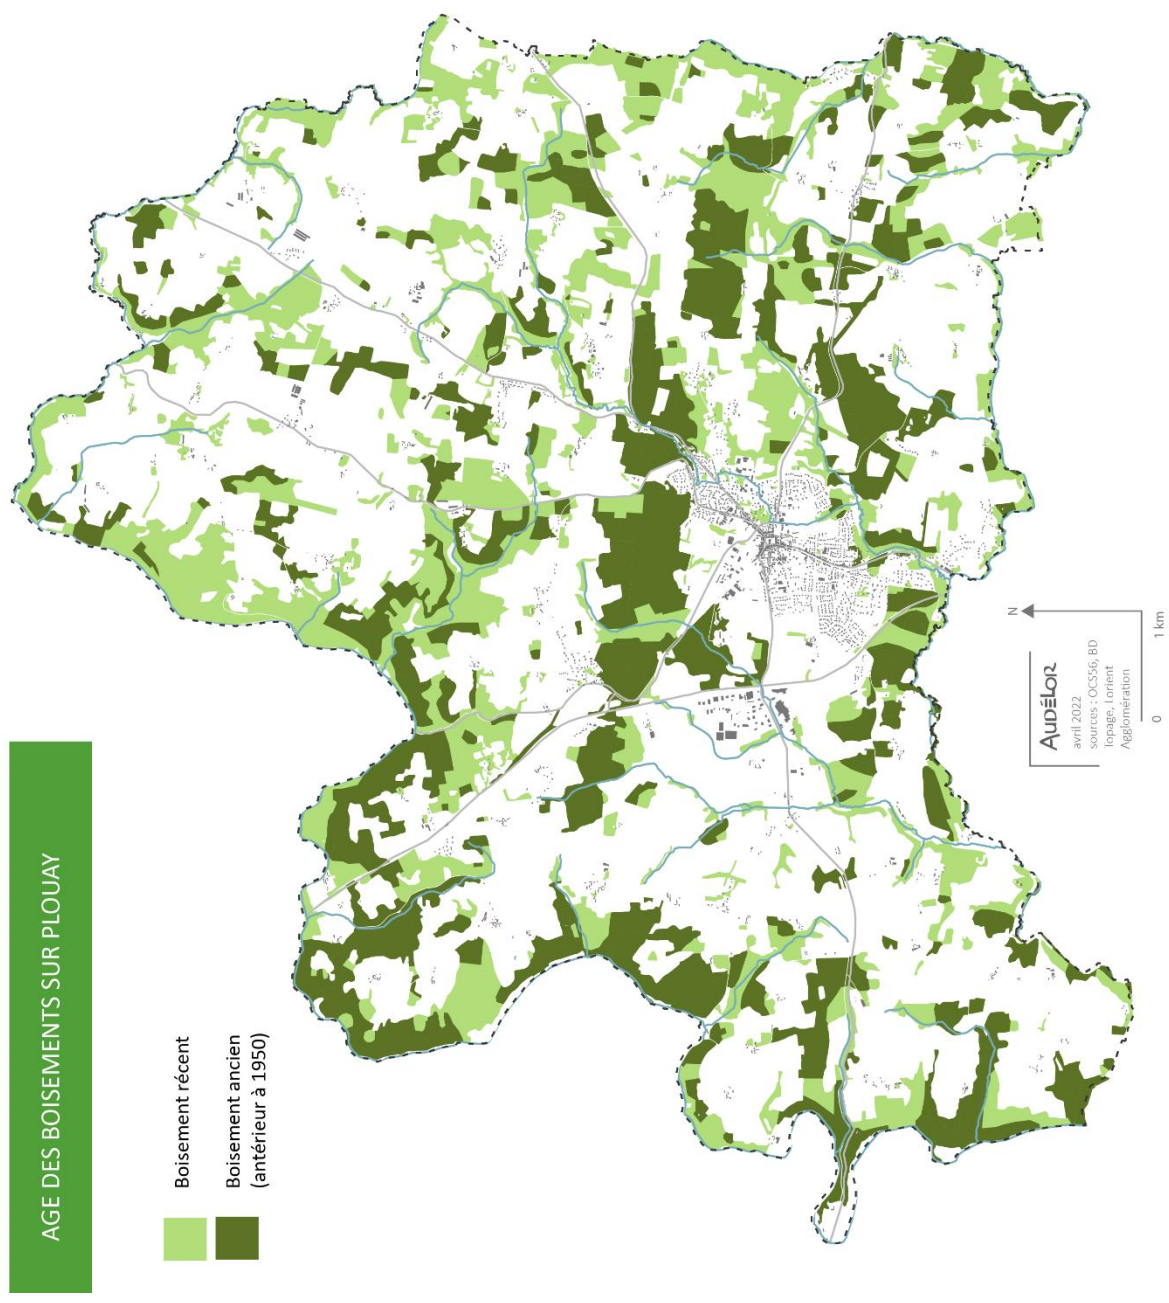 AGE DES BOISEMENTS SUR PLOUAY
Boisement récent
Boisement ancien
(antérieur à 1950)
N
AUDÉLOR
avril 2022
sources : OCS56, BD
Topage, Lorient
Agglomération
0
1 km